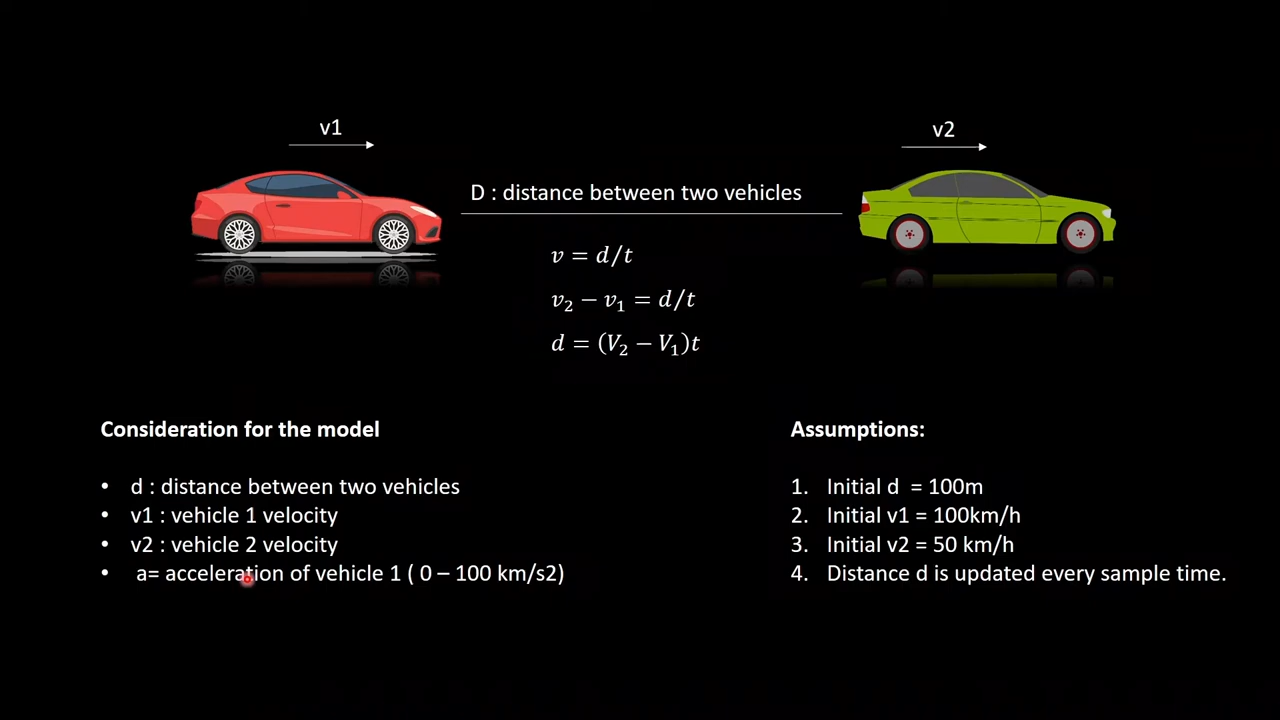 v1
v2
D : distance between two vehicles
v = d/t
v₂ − v₁ = d/t
d = (V₂ − V₁)t
Consideration for the model
• d : distance between two vehicles
• v1 : vehicle 1 velocity
• v2 : vehicle 2 velocity
• a= acceleration of vehicle 1 ( 0 – 100 km/s2)
Assumptions:
1. Initial d = 100m
2. Initial v1 = 100km/h
3. Initial v2 = 50 km/h
4. Distance d is updated every sample time.